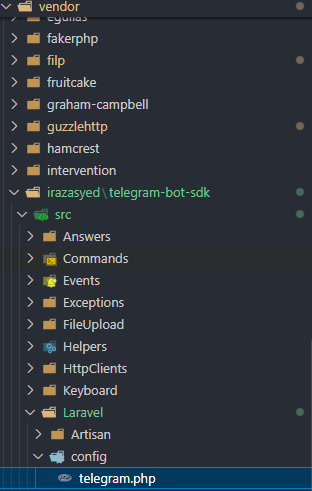 vendor
egulias
fakerphp
filp
fruitcake
graham-campbell
guzzlehttp
hamcrest
intervention
irazasyed\telegram-bot-sdk
src
Answers
Commands
Events
Exceptions
FileUpload
Helpers
HttpClients
Keyboard
Laravel
Artisan
config
telegram.php